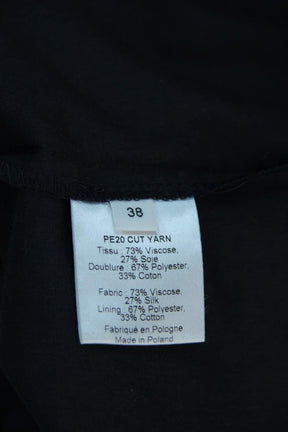 38
PE20 CUT YARN
Tissu : 73% Viscose,
27% Soie
Doublure : 67% Polyester,
33% Coton
Fabric : 73% Viscose,
27% Silk
Lining : 67% Polyester,
33% Cotton
Fabriqué en Pologne
Made in Poland